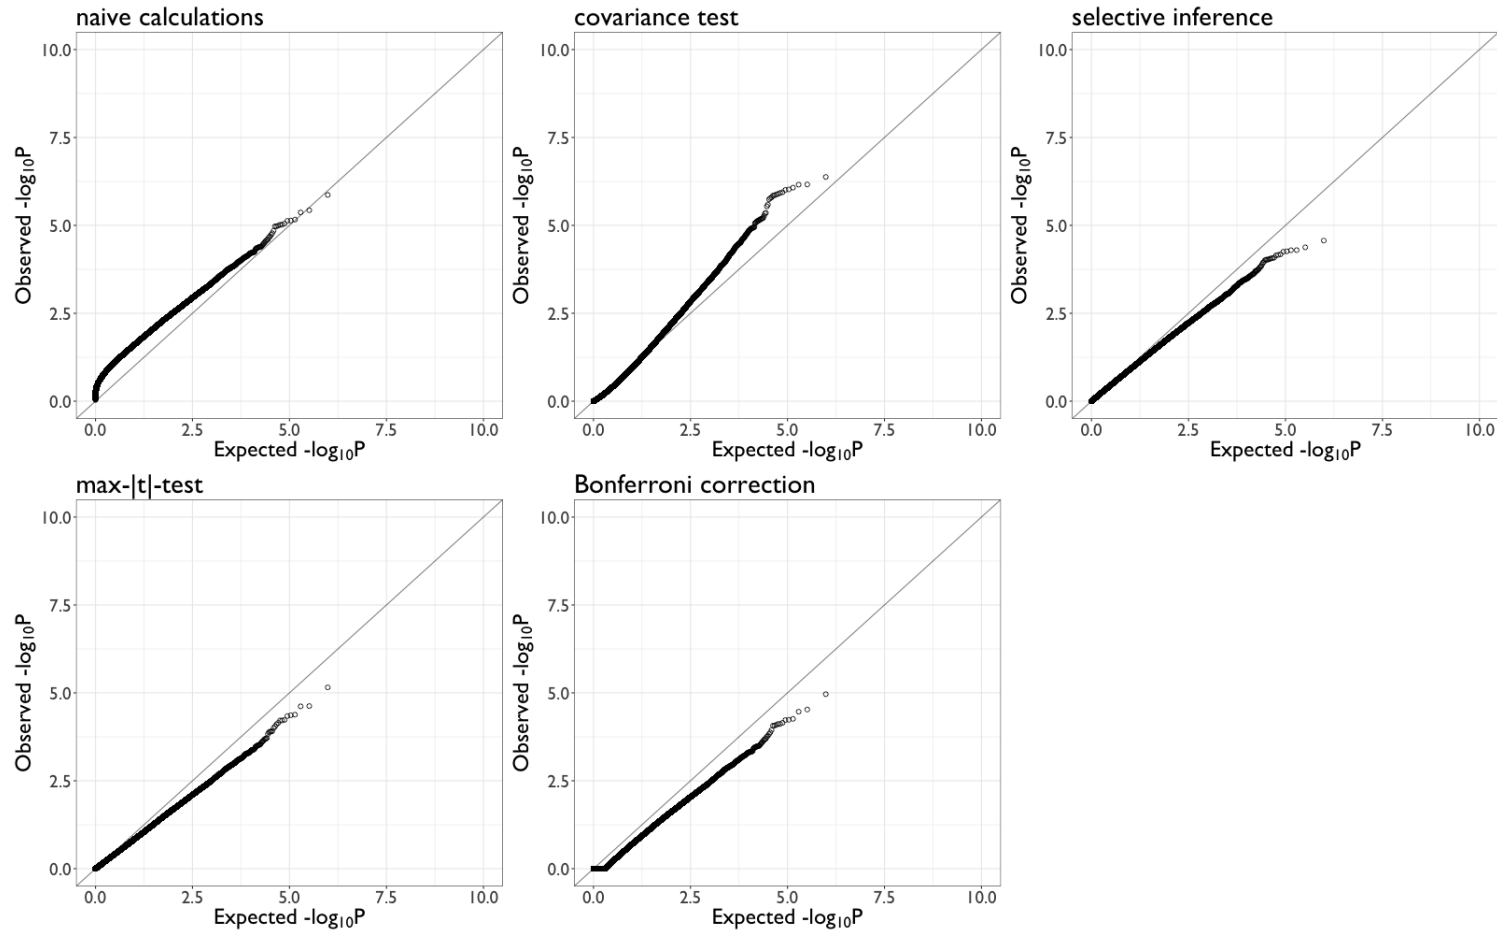 naive calculations
10.0
7.5
5.0
2.5
0.0
Observed -log10P
0.0 2.5 5.0 7.5 10.0
Expected -log10P
covariance test
10.0
7.5
5.0
2.5
0.0
Observed -log10P
0.0 2.5 5.0 7.5 10.0
Expected -log10P
selective inference
10.0
7.5
5.0
2.5
0.0
Observed -log10P
0.0 2.5 5.0 7.5 10.0
Expected -log10P
max-|t|-test
10.0
7.5
5.0
2.5
0.0
Observed -log10P
0.0 2.5 5.0 7.5 10.0
Expected -log10P
Bonferroni correction
10.0
7.5
5.0
2.5
0.0
Observed -log10P
0.0 2.5 5.0 7.5 10.0
Expected -log10P